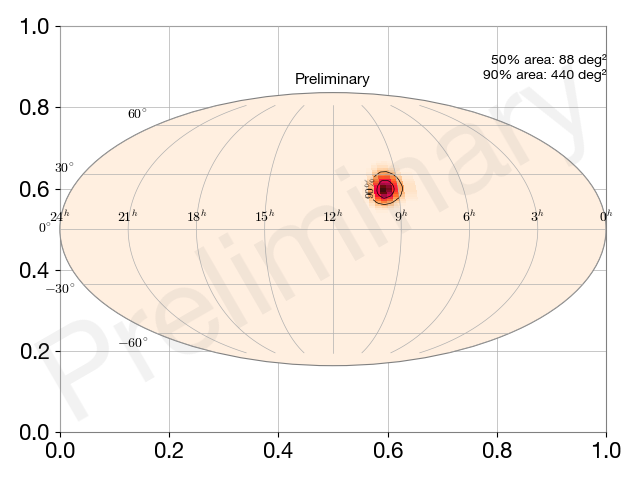 1.0
50% area: 88 deg²
90% area: 440 deg²
Preliminary
0.8
60°
30°
0.6
90%
24ʰ 21ʰ 18ʰ 15ʰ 12ʰ 9ʰ 6ʰ 3ʰ 0ʰ
0°
0.4
−30°
0.2
−60°
0.0
0.0 0.2 0.4 0.6 0.8 1.0
Preliminary